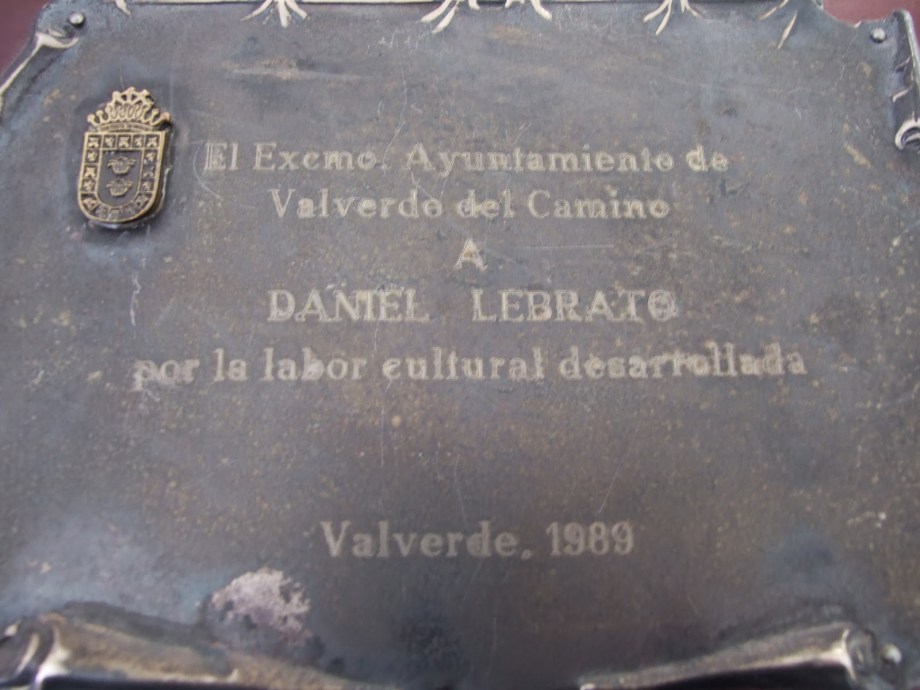 El Excmo. Ayuntamiento de
Valverde del Camino
A
DANIEL LEBRATO
por la labor cultural desarrollada
Valverde, 1989